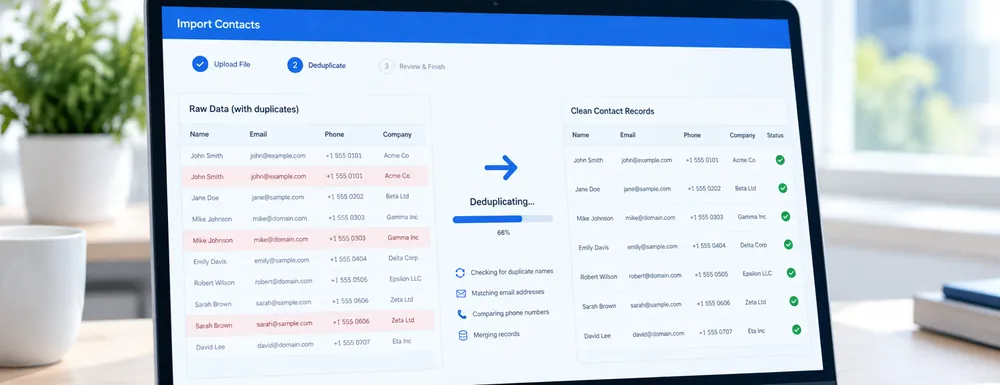 Import Contacts
Upload File
2 Deduplicate
3 Review & Finish
Raw Data (with duplicates)
Name Email Phone Company
John Smith john@example.com +1 555 0101 Acme Co
John Smith john@example.com +1 555 0101 Acme Co
Jane Doe jane@sample.com +1 555 0202 Beta Ltd
Mike Johnson mike@domain.com +1 555 0303 Gamma Inc
Mike Johnson mike@domain.com +1 555 0303 Gamma Inc
Emily Davis emily@sample.com +1 555 0404 Delta Corp
Robert Wilson robert@domain.com +1 555 0505 Epsilon LLC
Sarah Brown sarah@sample.com +1 555 0606 Zeta Ltd
Sarah Brown sarah@sample.com +1 555 0606 Zeta Ltd
David Lee david@domain.com +1 555 0707 Eta Inc
Deduplicating...
66%
Checking for duplicate names
Matching email addresses
Comparing phone numbers
Merging records
Clean Contact Records
Name Email Phone Company Status
John Smith john@example.com +1 555 0101 Acme Co
Jane Doe jane@sample.com +1 555 0202 Beta Ltd
Mike Johnson mike@domain.com +1 555 0303 Gamma Inc
Emily Davis emily@sample.com +1 555 0404 Delta Corp
Robert Wilson robert@domain.com +1 555 0505 Epsilon LLC
Sarah Brown sarah@sample.com +1 555 0606 Zeta Ltd
David Lee david@domain.com +1 555 0707 Eta Inc